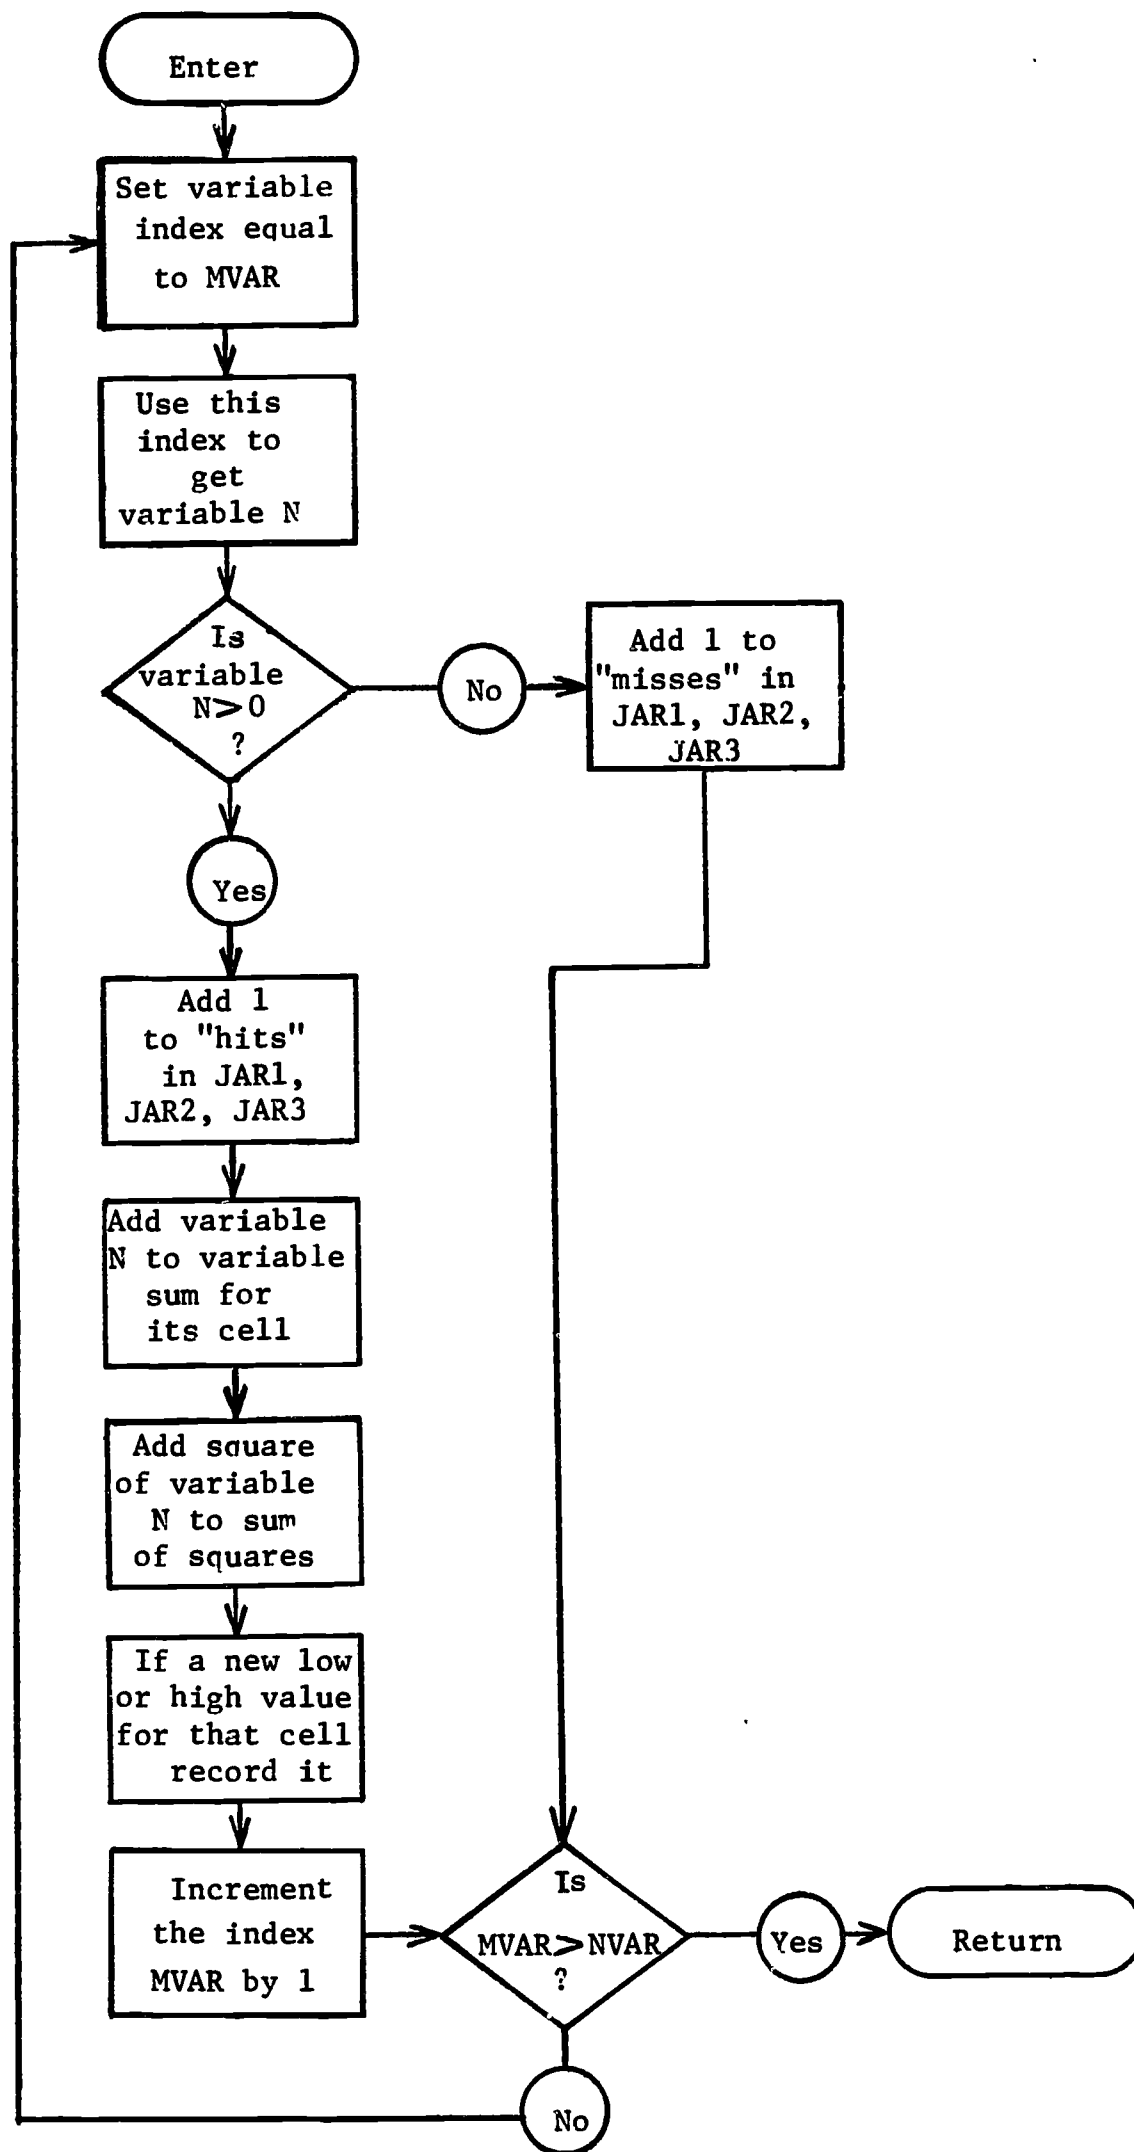 Enter
Set variable
index equal
to MVAR
Use this
index to
get
variable N
Is
variable
N>0
?
No
Add 1 to
"misses" in
JAR1, JAR2,
JAR3
Yes
Add 1
to "hits"
in JAR1,
JAR2, JAR3
Add variable
N to variable
sum for
its cell
Add square
of variable
N to sum
of squares
If a new low
or high value
for that cell
record it
Increment
the index
MVAR by 1
Is
MVAR>NVAR
?
Yes
Return
No